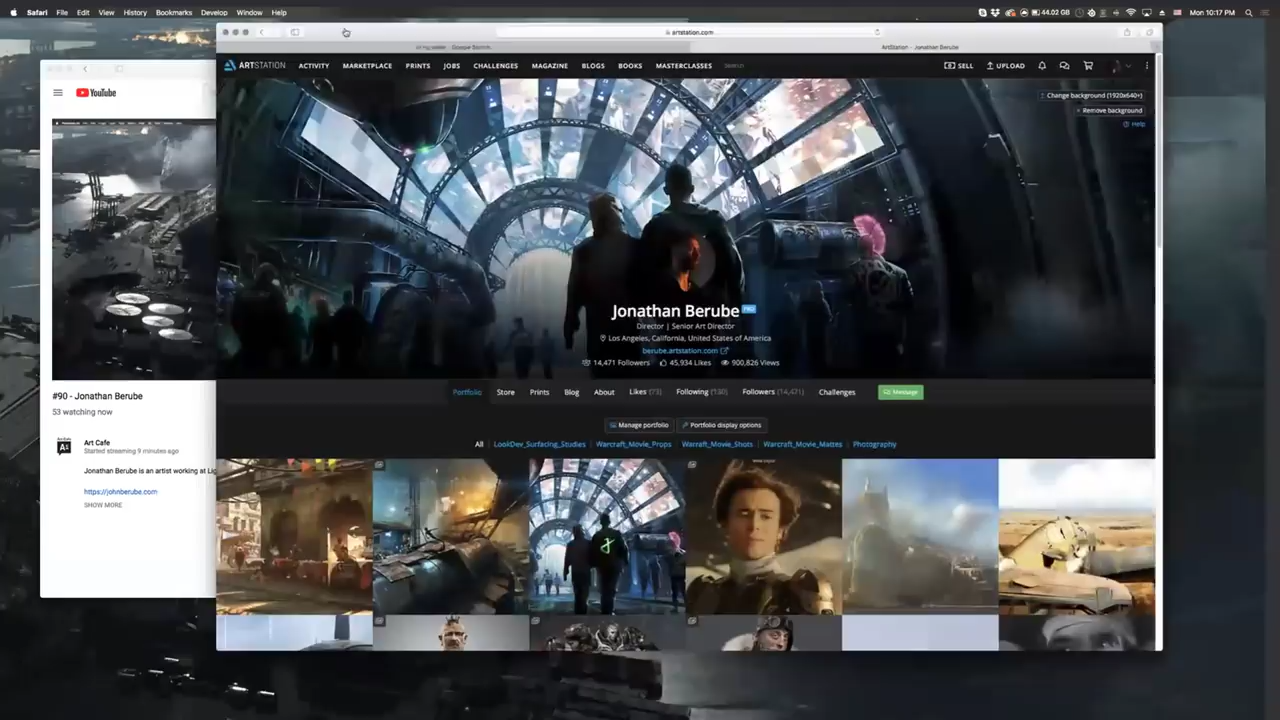 Safari File Edit View History Bookmarks Develop Window Help
44.02 GB Mon 10:17 PM
artstation.com
ArtStation - Jonathan Berube
ARTSTATION ACTIVITY MARKETPLACE PRINTS JOBS CHALLENGES MAGAZINE BLOGS BOOKS MASTERCLASSES Search SELL UPLOAD
Change background (1920x640+)
Remove background
Help
YouTube
Jonathan Berube PRO
Director | Senior Art Director
Los Angeles, California, United States of America
berube.artstation.com
14,471 Followers 45,934 Likes 900,826 Views
Portfolio Store Prints Blog About Likes (73) Following (130) Followers (14,471) Challenges Message
Manage portfolio Portfolio display options
All LookDev_Surfacing_Studies Warcraft_Movie_Props Warcraft_Movie_Shots Warcraft_Movie_Mattes Photography
#90 - Jonathan Berube
53 watching now
Art Cafe
Started streaming 9 minutes ago
Jonathan Berube is an artist working at Lig
https://johnberube.com
SHOW MORE